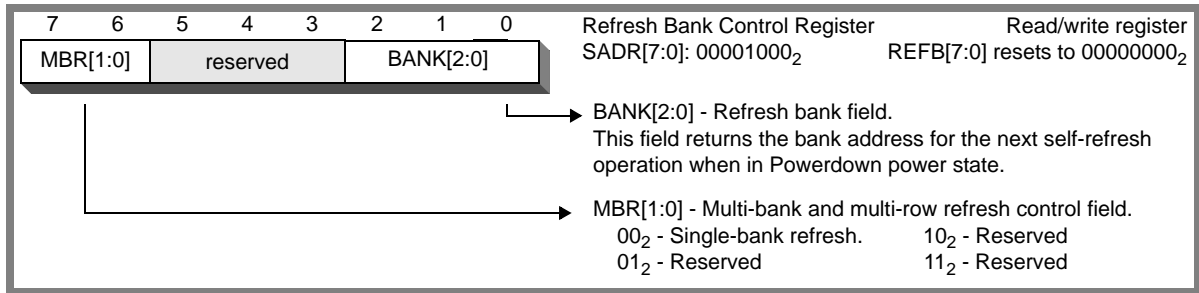 7 6 5 4 3 2 1 0
MBR[1:0] reserved BANK[2:0]
Refresh Bank Control Register Read/write register
SADR[7:0]: 00001000₂ REFB[7:0] resets to 00000000₂
BANK[2:0] - Refresh bank field.
This field returns the bank address for the next self-refresh
operation when in Powerdown power state.
MBR[1:0] - Multi-bank and multi-row refresh control field.
00₂ - Single-bank refresh. 10₂ - Reserved
01₂ - Reserved 11₂ - Reserved